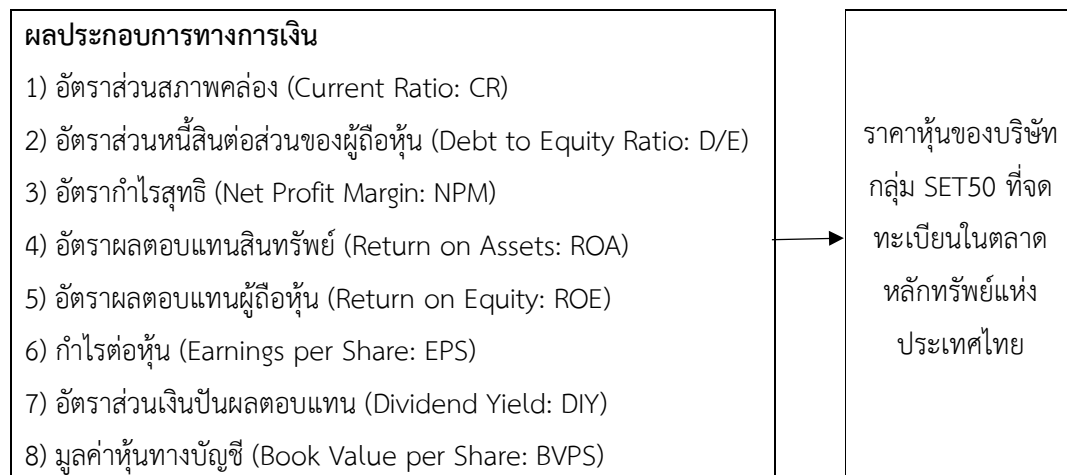 ผลประกอบการทางการเงิน
1) อัตราส่วนสภาพคล่อง (Current Ratio: CR)
2) อัตราส่วนหนี้สินต่อส่วนของผู้ถือหุ้น (Debt to Equity Ratio: D/E)
3) อัตรากำไรสุทธิ (Net Profit Margin: NPM)
4) อัตราผลตอบแทนสินทรัพย์ (Return on Assets: ROA)
5) อัตราผลตอบแทนผู้ถือหุ้น (Return on Equity: ROE)
6) กำไรต่อหุ้น (Earnings per Share: EPS)
7) อัตราส่วนเงินปันผลตอบแทน (Dividend Yield: DIY)
8) มูลค่าหุ้นทางบัญชี (Book Value per Share: BVPS)
ราคาหุ้นของบริษัท
กลุ่ม SET50 ที่จด
ทะเบียนในตลาด
หลักทรัพย์แห่ง
ประเทศไทย